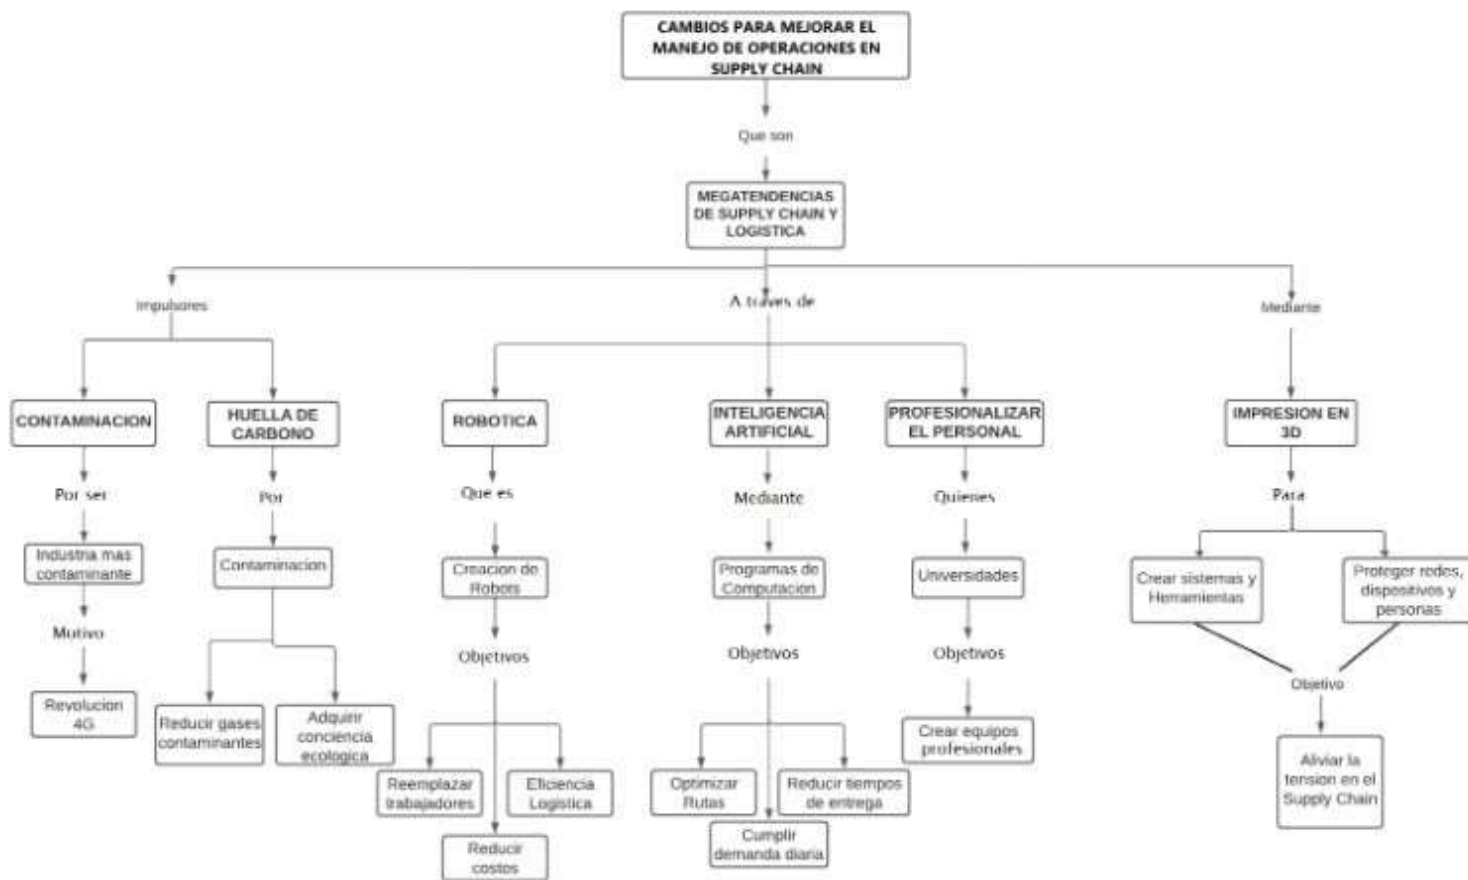 CAMBIOS PARA MEJORAR EL
MANEJO DE OPERACIONES EN
SUPPLY CHAIN
Que son
MEGATENDENCIAS
DE SUPPLY CHAIN Y
LOGISTICA
Impulsores
A traves de
Mediante
CONTAMINACION
HUELLA DE
CARBONO
ROBOTICA
INTELIGENCIA
ARTIFICIAL
PROFESIONALIZAR
EL PERSONAL
IMPRESION EN
3D
Por ser
Por
Que es
Mediante
Quienes
Para
Industria mas
contaminante
Contaminacion
Creacion de
Robots
Programas de
Computacion
Universidades
Crear sistemas y
Herramientas
Proteger redes,
dispositivos y
personas
Motivo
Objetivos
Objetivos
Objetivos
Objetivo
Revolucion
4G
Reducir gases
contaminantes
Adquirir
conciencia
ecologica
Reemplazar
trabajadores
Eficiencia
Logistica
Reducir
costos
Optimizar
Rutas
Reducir tiempos
de entrega
Cumplir
demanda diaria
Crear equipos
profesionales
Aliviar la
tension en el
Supply Chain